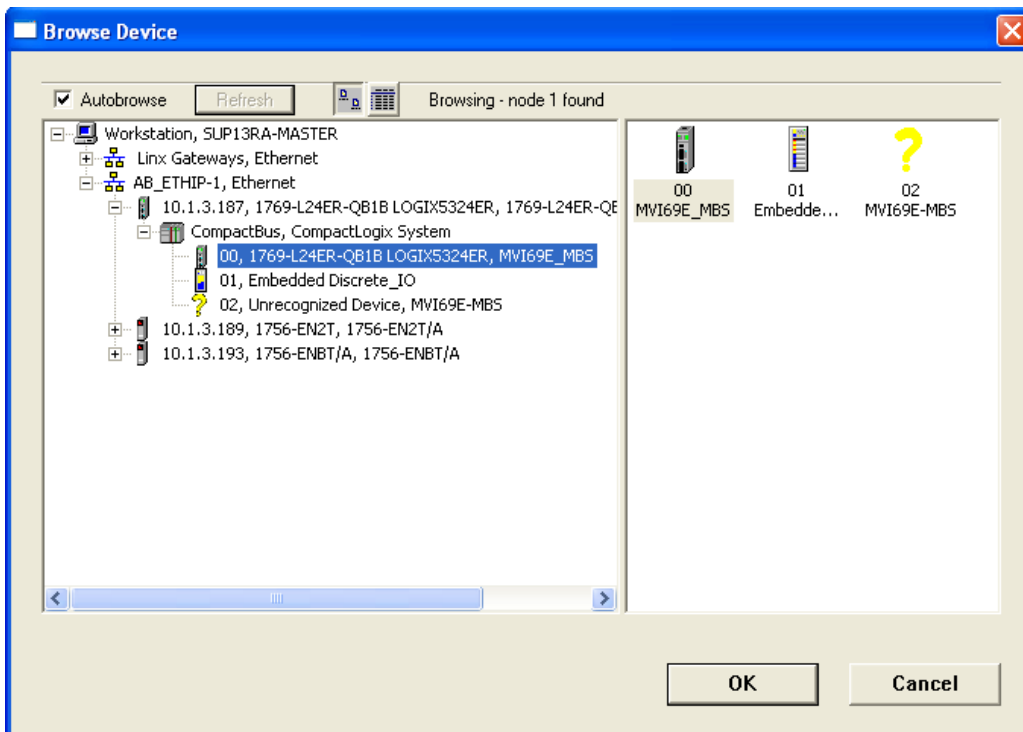 Browse Device
Autobrowse Refresh Browsing - node 1 found
Workstation, SUP13RA-MASTER
Linx Gateways, Ethernet
AB_ETHIP-1, Ethernet
10.1.3.187, 1769-L24ER-QB1B LOGIX5324ER, 1769-L24ER-QE
CompactBus, CompactLogix System
00, 1769-L24ER-QB1B LOGIX5324ER, MVI69E_MBS
01, Embedded Discrete_IO
02, Unrecognized Device, MVI69E-MBS
10.1.3.189, 1756-EN2T, 1756-EN2T/A
10.1.3.193, 1756-ENBT/A, 1756-ENBT/A
00 01 02
MVI69E_MBS Embedde... MVI69E-MBS
OK Cancel